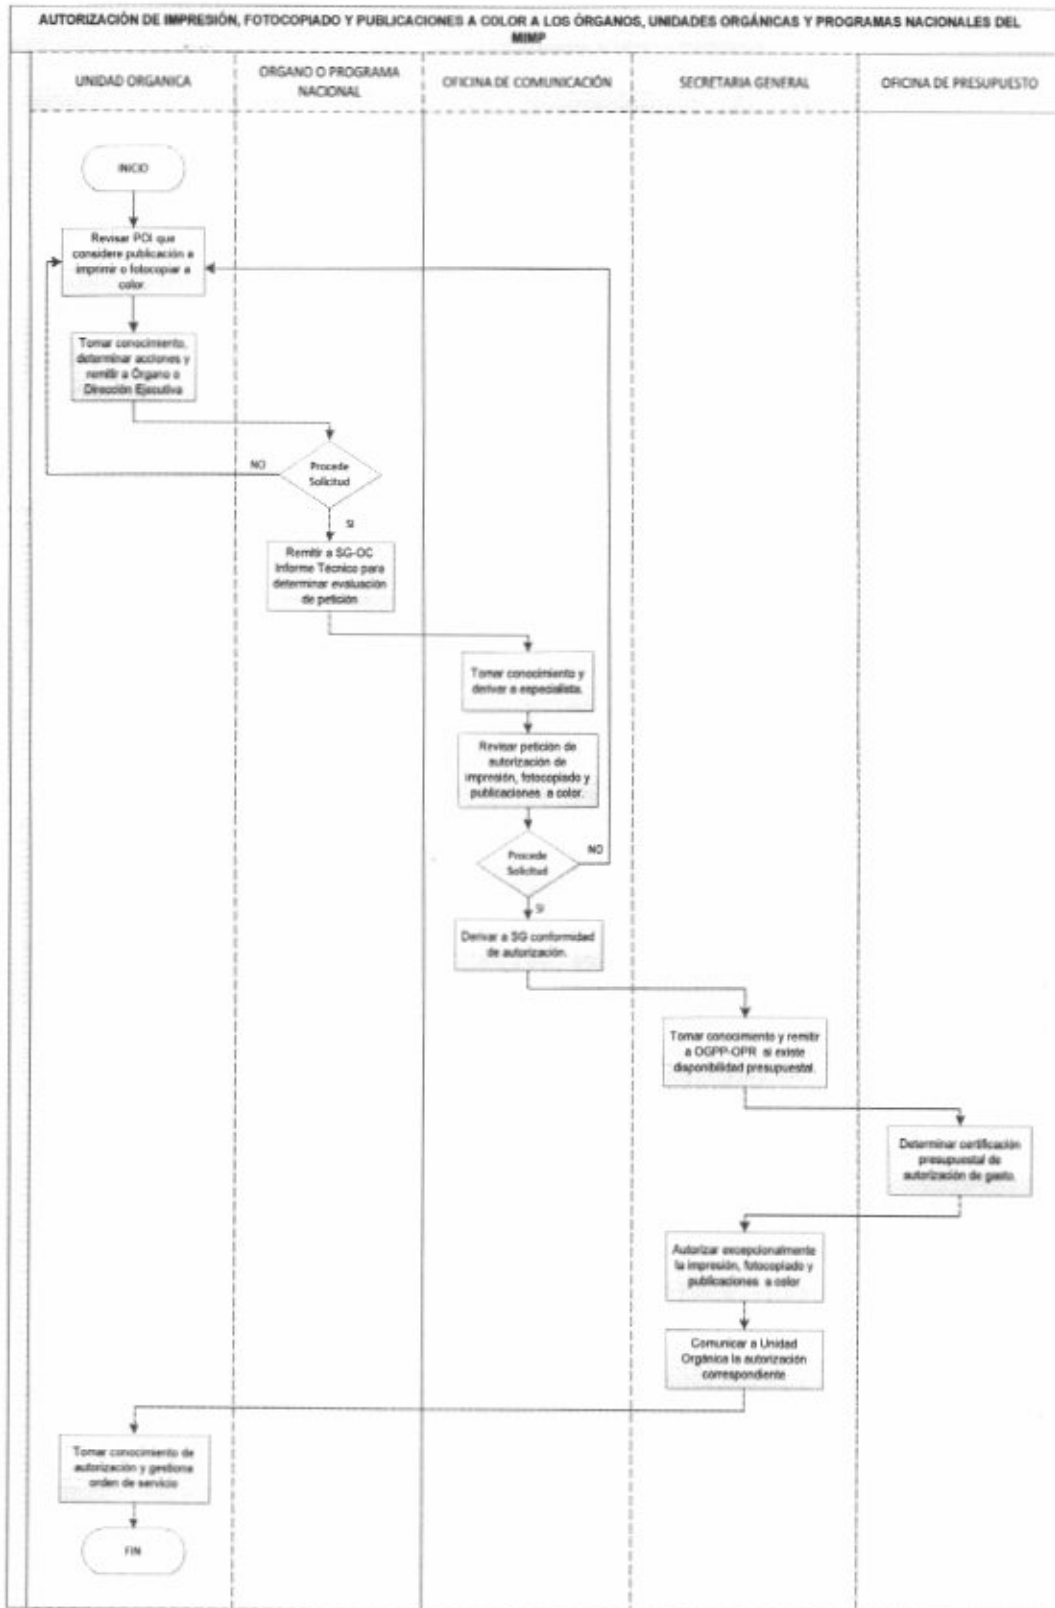 AUTORIZACIÓN DE IMPRESIÓN, FOTOCOPIADO Y PUBLICACIONES A COLOR A LOS ÓRGANOS, UNIDADES ORGÁNICAS Y PROGRAMAS NACIONALES DEL
MIMP
UNIDAD ORGANICA
ORGANO O PROGRAMA
NACIONAL
OFICINA DE COMUNICACIÓN
SECRETARIA GENERAL
OFICINA DE PRESUPUESTO
INICIO
Revisar POI que
considere publicación a
imprimir o fotocopiar a
color.
Tomar conocimiento,
determinar acciones y
remitir a Órgano o
Dirección Ejecutiva
NO
Procede
Solicitud
SI
Remitir a SG-OC
Informe Técnico para
determinar evaluación
de petición
Tomar conocimiento y
derivar a especialista.
Revisar petición de
autorización de
impresión, fotocopiado y
publicaciones a color.
Procede
Solicitud
NO
SI
Derivar a SG conformidad
de autorización.
Tomar conocimiento y remitir
a OGPP-OPR si existe
disponibilidad presupuestal.
Determinar certificación
presupuestal de
autorización de gasto.
Autorizar excepcionalmente
la impresión, fotocopiado y
publicaciones a color
Comunicar a Unidad
Orgánica la autorización
correspondiente
Tomar conocimiento de
autorización y gestiona
orden de servicio
FIN